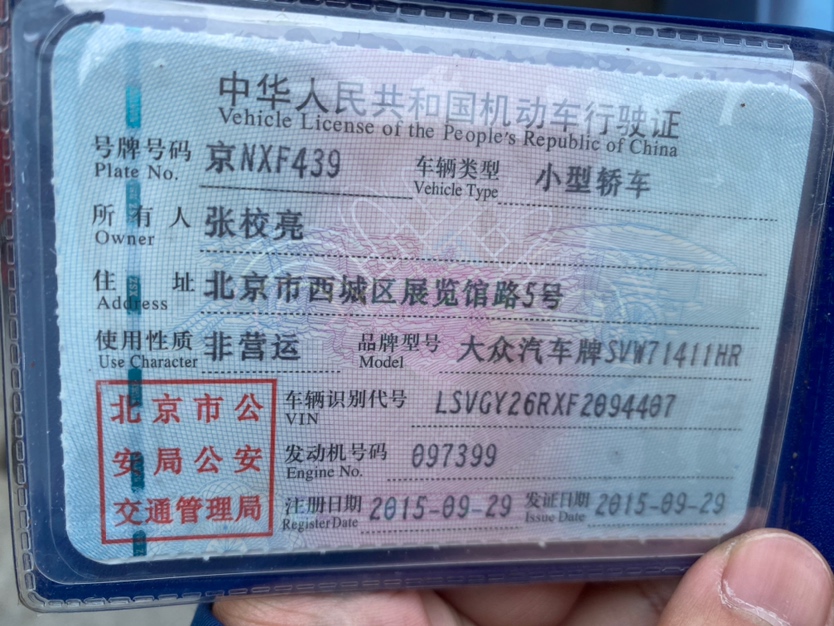 中华人民共和国机动车行驶证
Vehicle License of the People's Republic of China
号牌号码 京NXF439 车辆类型 小型轿车
Plate No. Vehicle Type
所有人 张校亮
Owner
住址 北京市西城区展览馆路5号
Address
使用性质 非营运 品牌型号 大众汽车牌SVW71411HR
Use Character Model
北京市公
安局公安
交通管理局
车辆识别代号 LSVGY26RXF2094407
VIN
发动机号码 097399
Engine No.
注册日期 2015-09-29 发证日期 2015-09-29
Register Date Issue Date